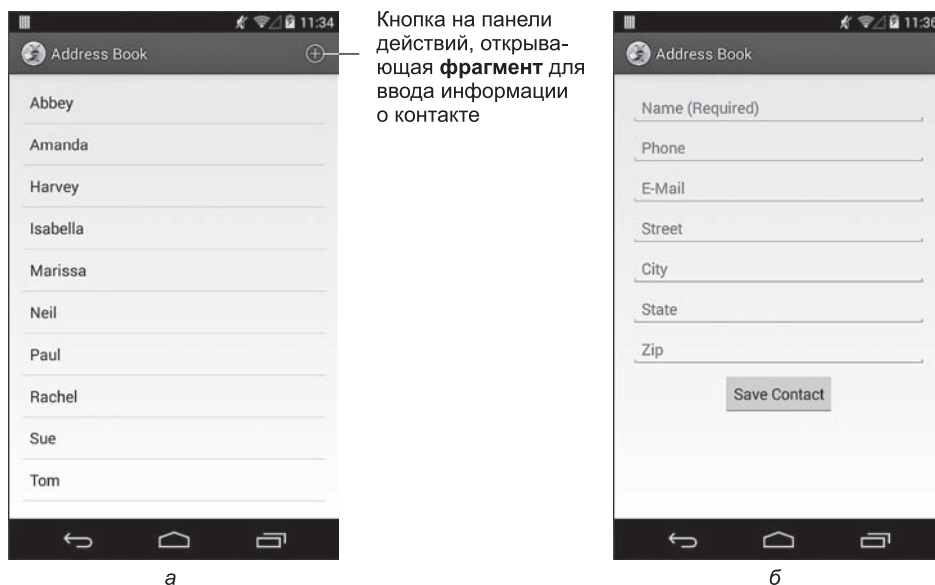 11:34
Address Book
Abbey
Amanda
Harvey
Isabella
Marissa
Neil
Paul
Rachel
Sue
Tom
а
Кнопка на панели
действий, открыва-
ющая фрагмент для
ввода информации
о контакте
11:36
Address Book
Name (Required)
Phone
E-Mail
Street
City
State
Zip
Save Contact
б